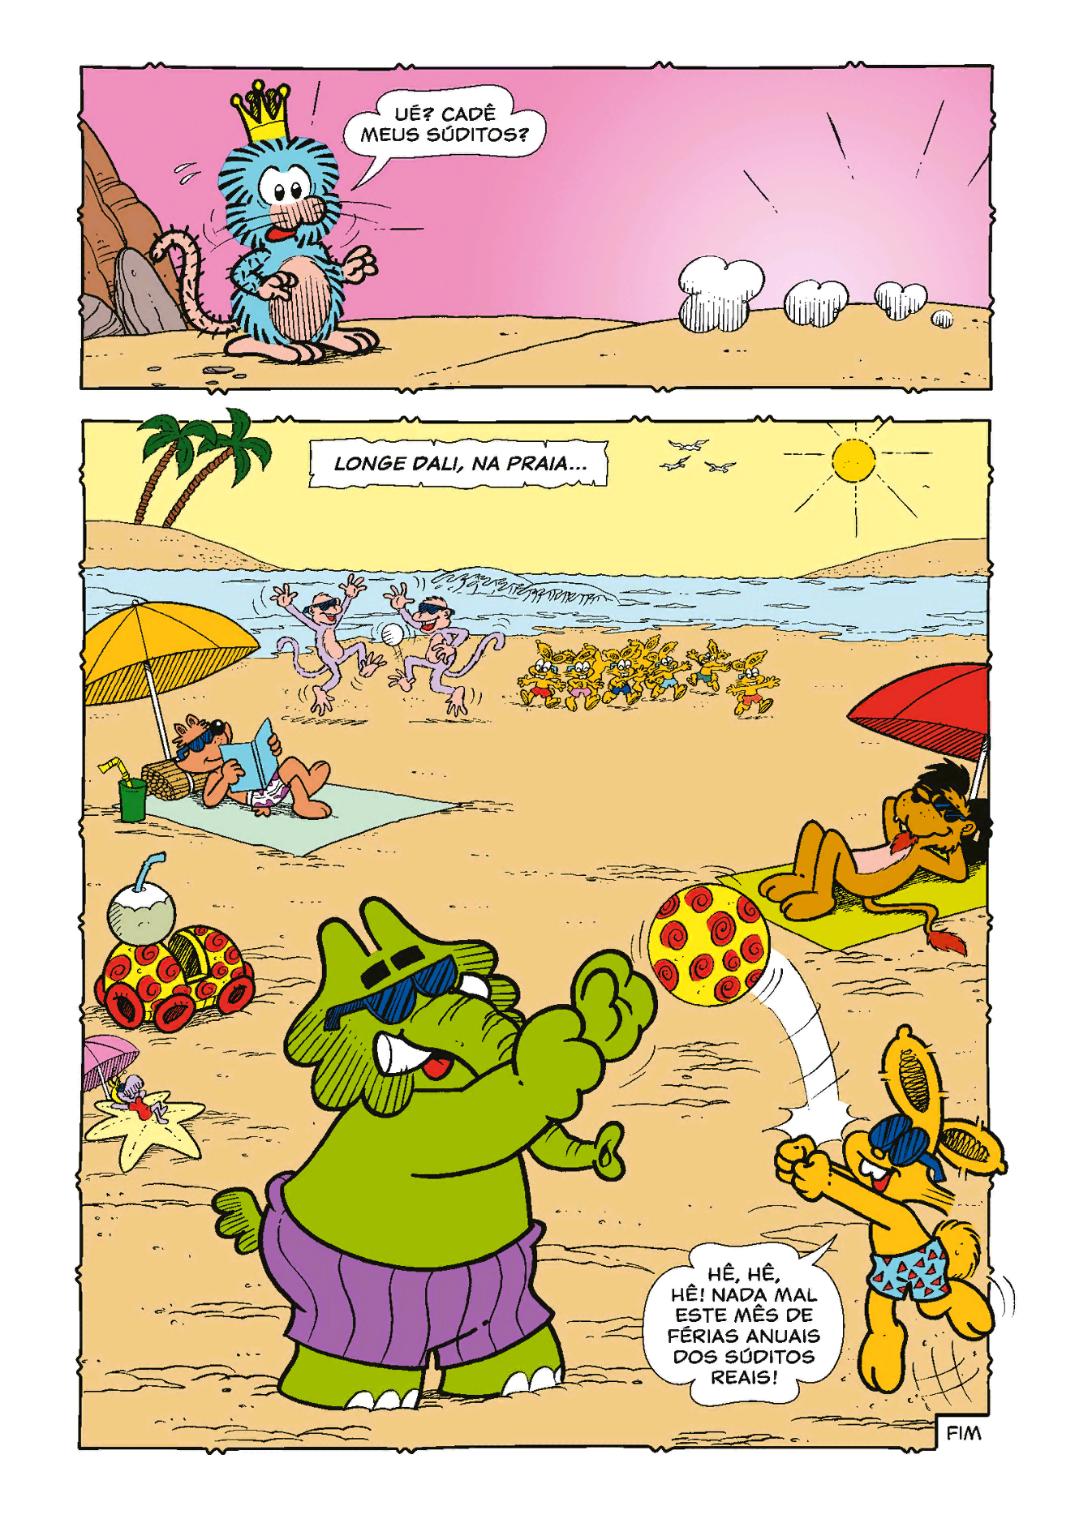 UÉ? CADÊ
MEUS SÚDITOS?
LONGE DALI, NA PRAIA...
HÊ, HÊ,
HÊ! NADA MAL
ESTE MÊS DE
FÉRIAS ANUAIS
DOS SÚDITOS
REAIS!
FIM